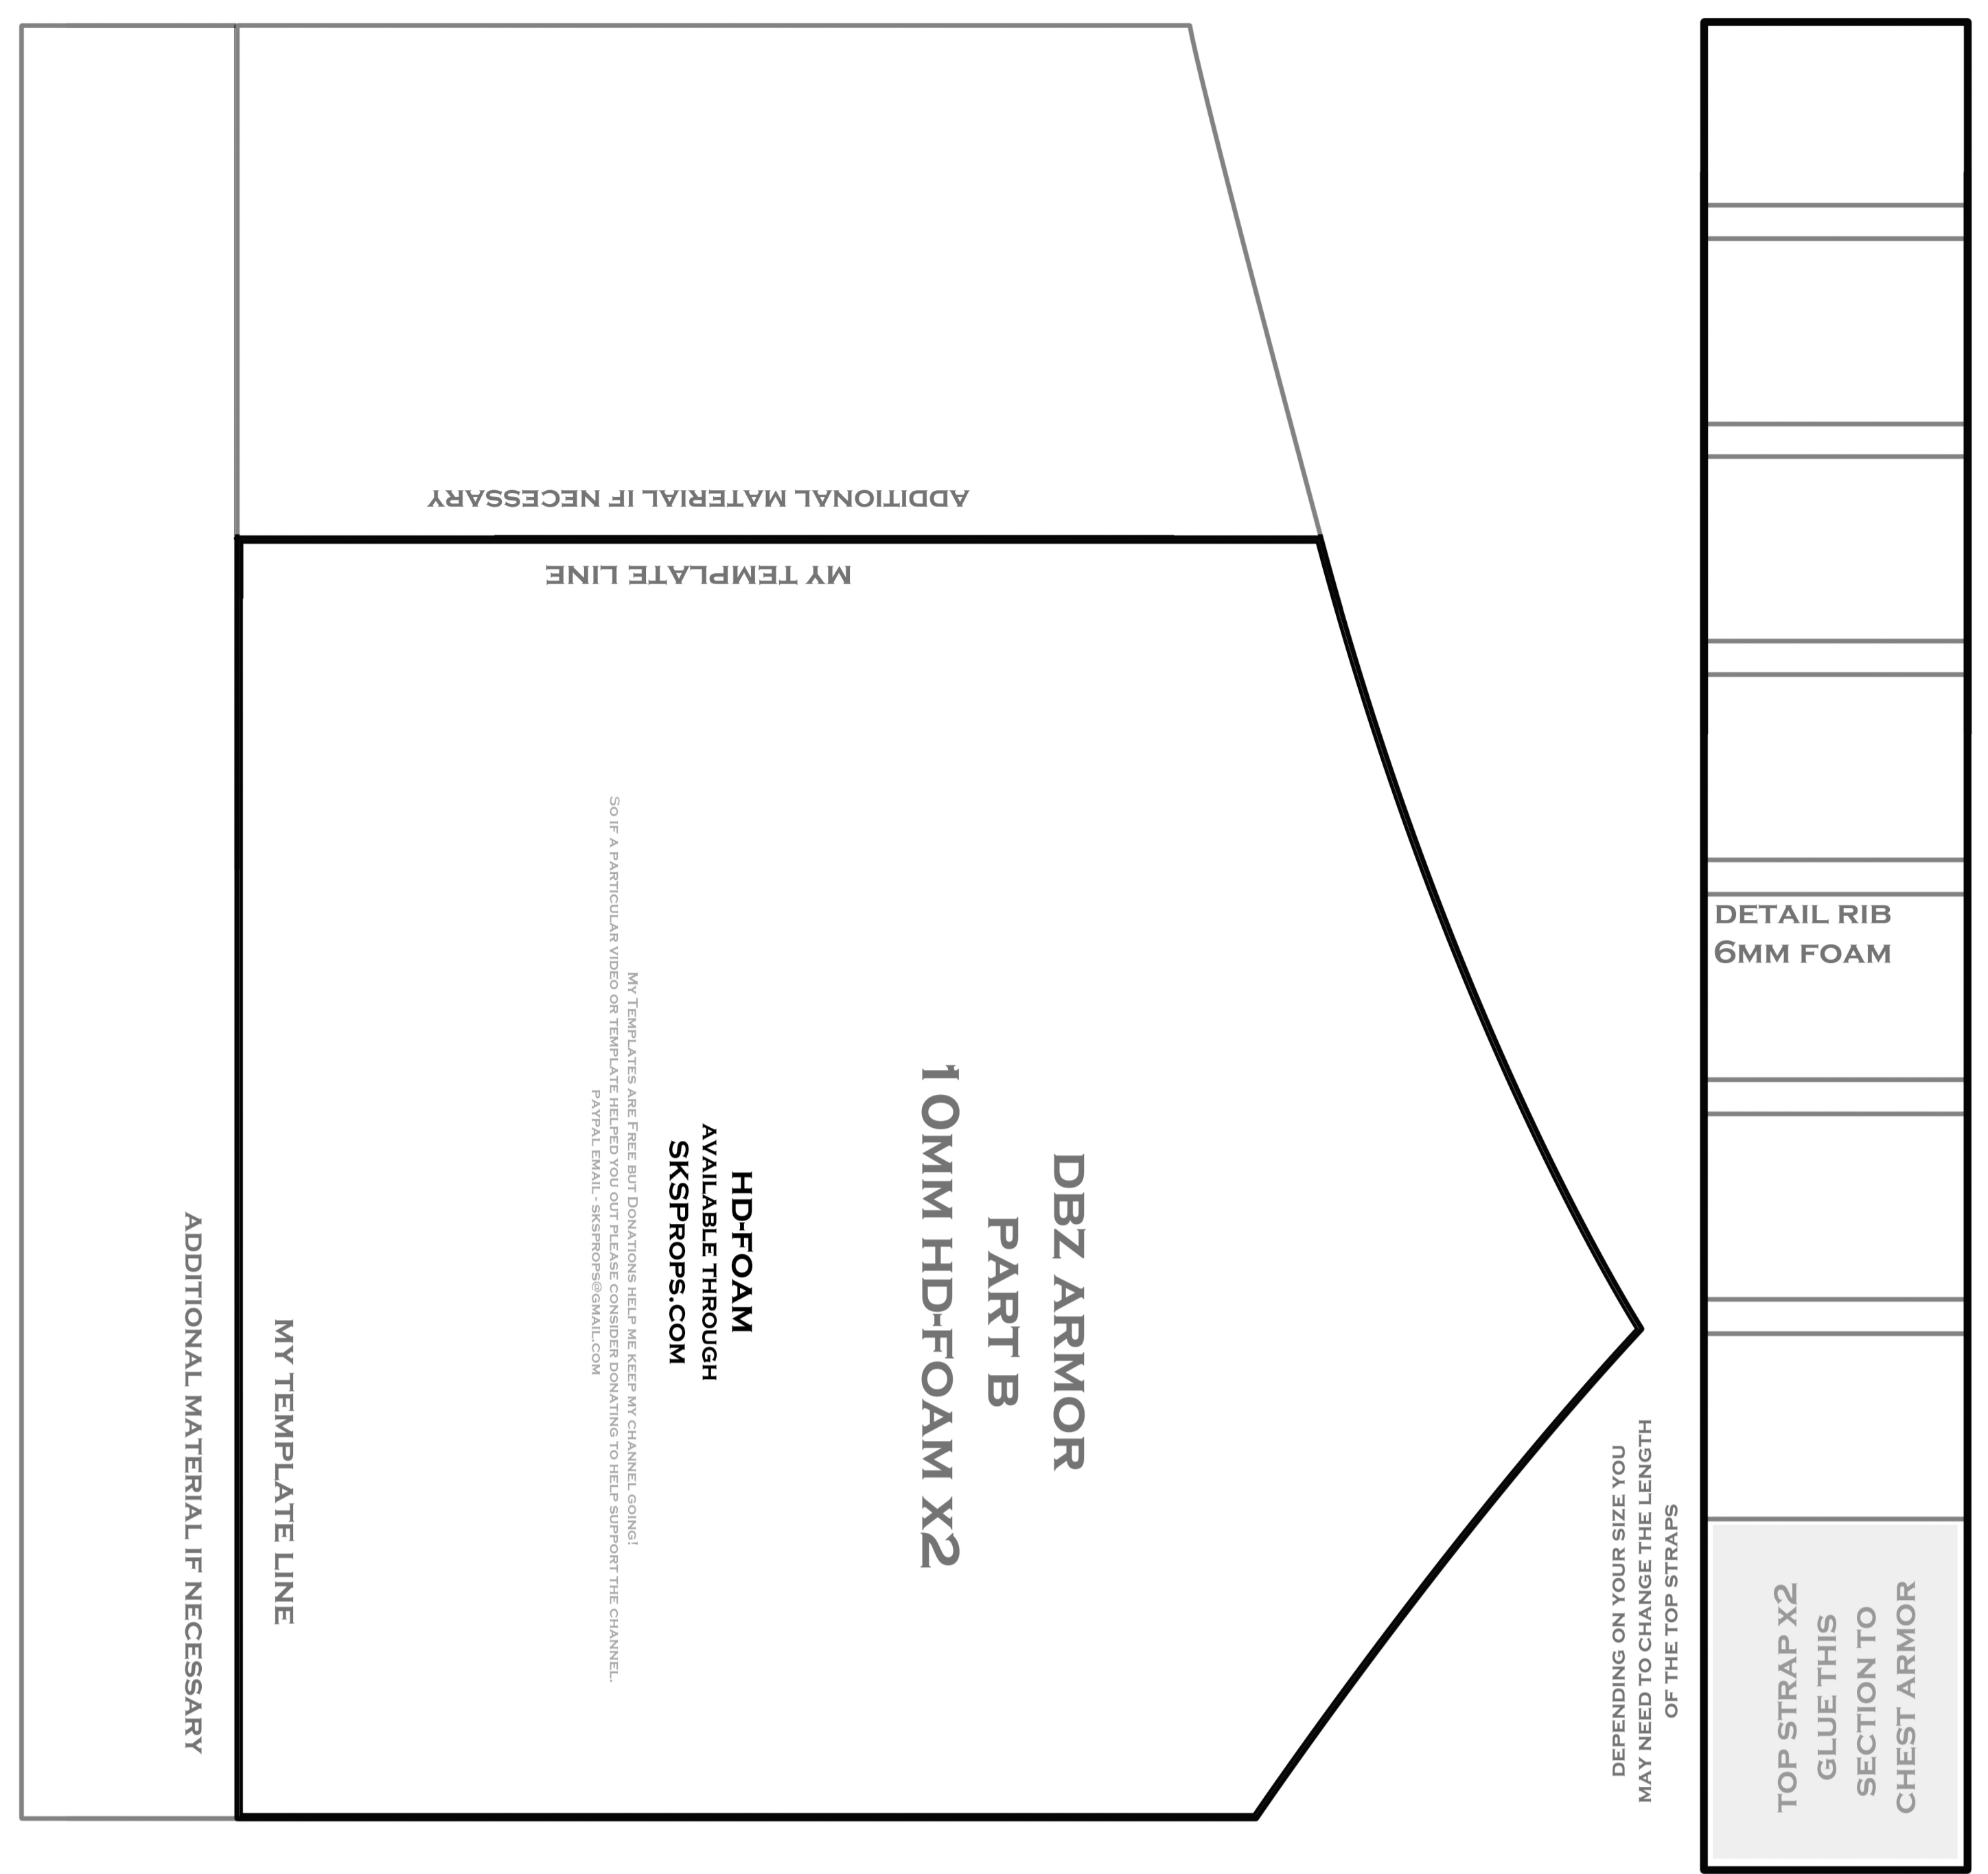 ADDITIONAL MATERIAL IF NECESSARY
MY TEMPLATE LINE
DBZ ARMOR
PART B
10MM HD-FOAM X2
HD-FOAM
AVAILABLE THROUGH
SKSPROPS.COM
MY TEMPLATES ARE FREE BUT DONATIONS HELP ME KEEP MY CHANNEL GOING!
SO IF A PARTICULAR VIDEO OR TEMPLATE HELPED YOU OUT PLEASE CONSIDER DONATING TO HELP SUPPORT THE CHANNEL.
PAYPAL EMAIL - SKSPROPS@GMAIL.COM
MY TEMPLATE LINE
ADDITIONAL MATERIAL IF NECESSARY
DEPENDING ON YOUR SIZE YOU
MAY NEED TO CHANGE THE LENGTH
OF THE TOP STRAPS
DETAIL RIB
6MM FOAM
TOP STRAP X2
GLUE THIS
SECTION TO
CHEST ARMOR